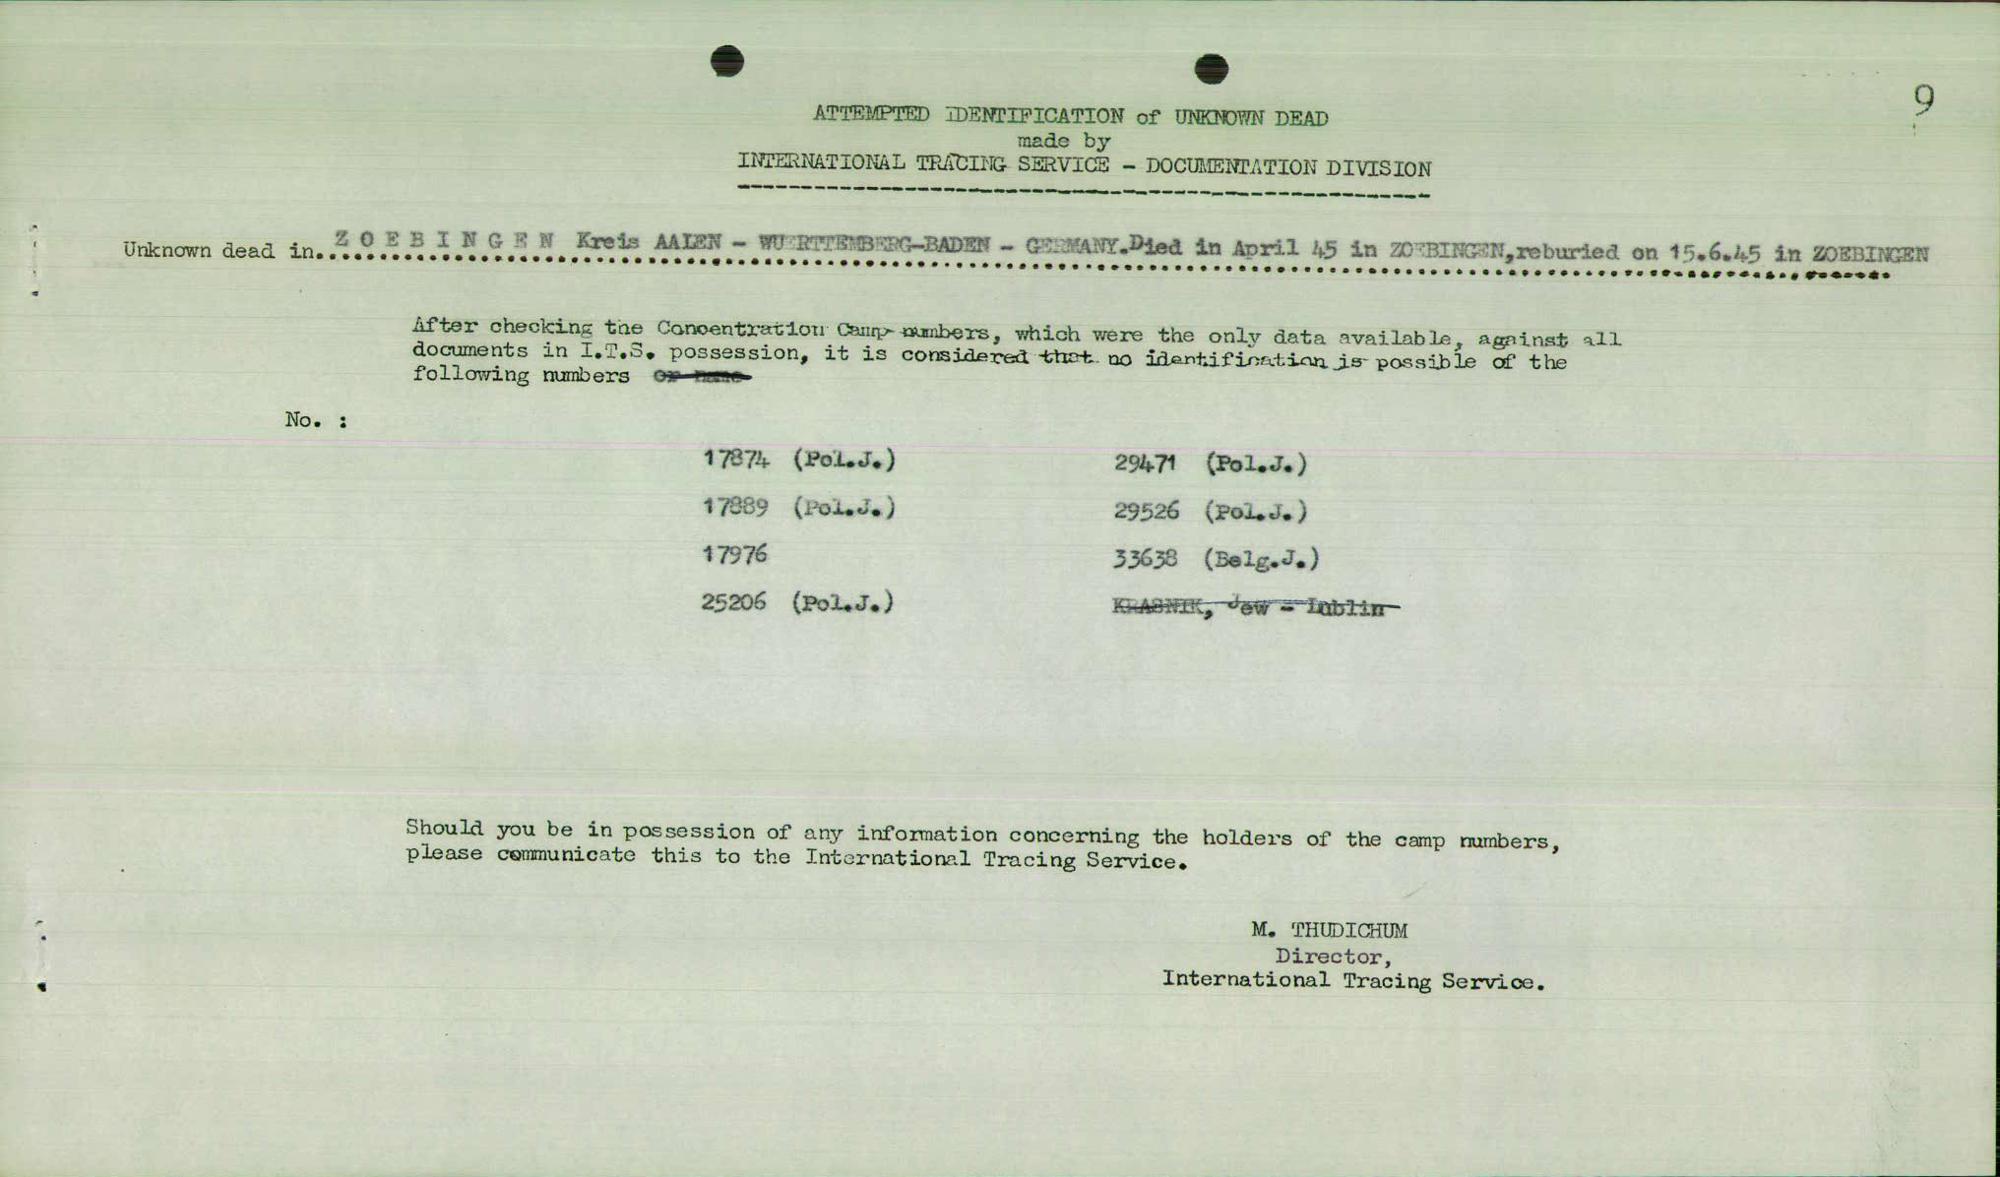 9
ATTEMPTED IDENTIFICATION of UNKNOWN DEAD
made by
INTERNATIONAL TRACING SERVICE - DOCUMENTATION DIVISION
Unknown dead in. Z O E B I N G E N Kreis AALEN - WUERTTEMBERG-BADEN - GERMANY.Died in April 45 in ZOEBINGEN,reburied on 15.6.45 in ZOEBINGEN
After checking the Concentration Camp numbers, which were the only data available, against all
documents in I.T.S. possession, it is considered that no identification is possible of the
following numbers or name
No. :
17874 (Pol.J.) 29471 (Pol.J.)
17889 (Pol.J.) 29526 (Pol.J.)
17976 33638 (Belg.J.)
25206 (Pol.J.) KRASNIK, Jew - Lublin
Should you be in possession of any information concerning the holders of the camp numbers,
please communicate this to the International Tracing Service.
M. THUDICHUM
Director,
International Tracing Service.